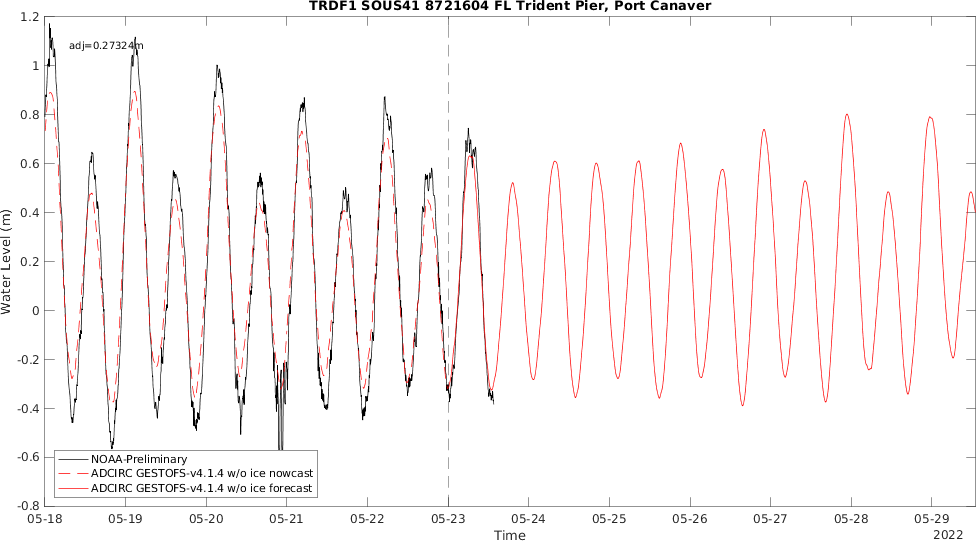 TRDF1 SOUS41 8721604 FL Trident Pier, Port Canaver
adj=0.27324m
1.2
1
0.8
0.6
0.4
0.2
0
-0.2
-0.4
-0.6
-0.8
Water Level (m)
NOAA-Preliminary
ADCIRC GESTOFS-v4.1.4 w/o ice nowcast
ADCIRC GESTOFS-v4.1.4 w/o ice forecast
05-18 05-19 05-20 05-21 05-22 05-23 05-24 05-25 05-26 05-27 05-28 05-29
Time
2022